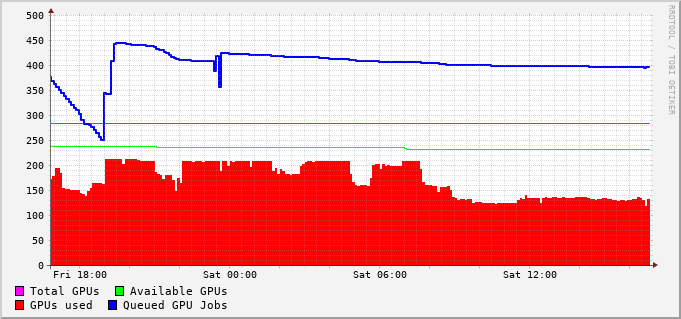 500
450
400
350
300
250
200
150
100
50
0
Fri 18:00 Sat 00:00 Sat 06:00 Sat 12:00
Total GPUs Available GPUs
GPUs used Queued GPU Jobs
RRDTOOL / TOBI OETIKER